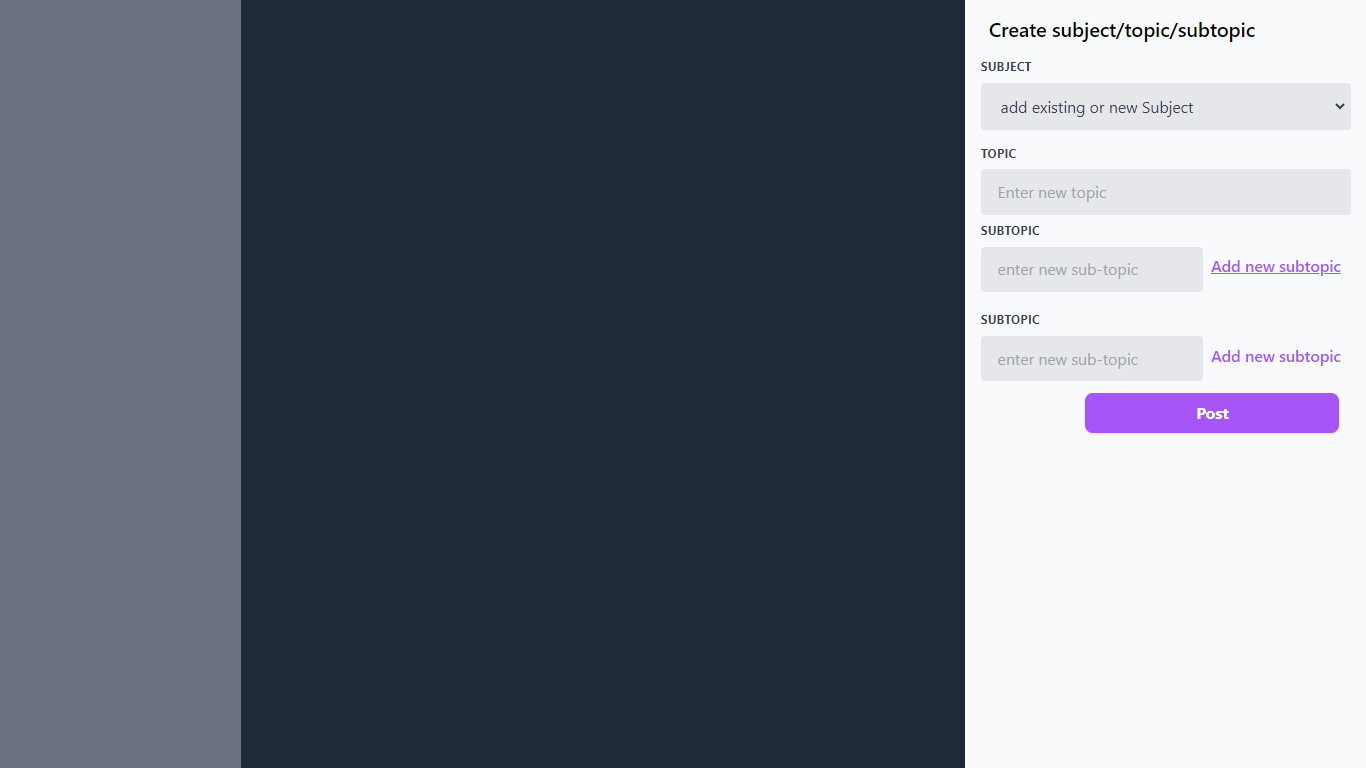 Create subject/topic/subtopic
SUBJECT
add existing or new Subject
TOPIC
Enter new topic
SUBTOPIC
enter new sub-topic Add new subtopic
SUBTOPIC
enter new sub-topic Add new subtopic
Post